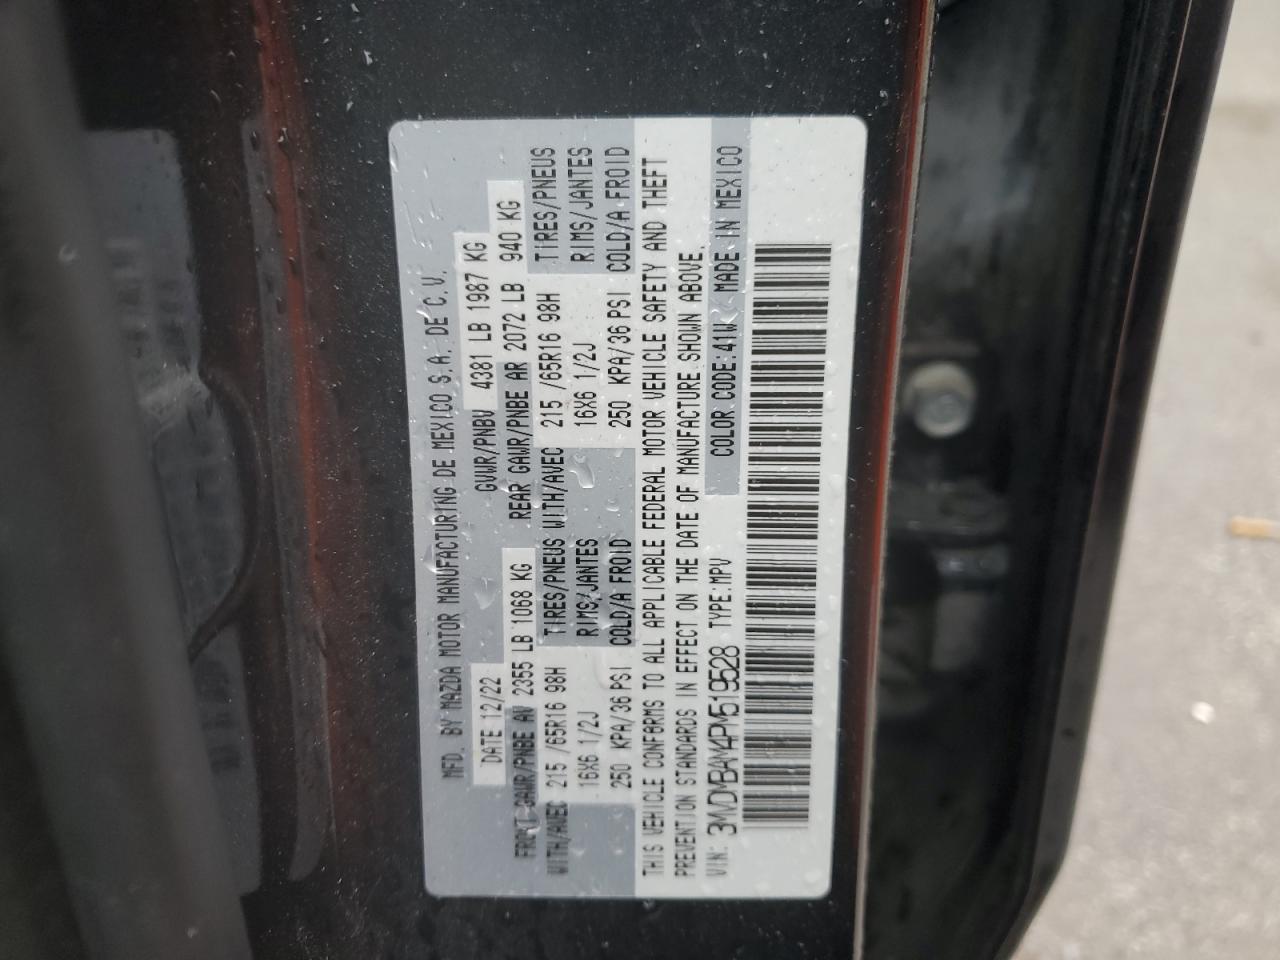 MFD. BY MAZDA MOTOR MANUFACTURING DE MEXICO S.A. DE C.V.
DATE 12/22 GVWR/PNBV 4381 LB 1987 KG
FRONT GAWR/PNBE AV 2355 LB 1068 KG REAR GAWR/PNBE AR 2072 LB 940 KG
WITH/AVEC 215 /65R16 98H TIRES/PNEUS WITH/AVEC 215 /65R16 98H TIRES/PNEUS
16X6 1/2J RIMS/JANTES 16X6 1/2J RIMS/JANTES
250 KPA/36 PSI COLD/A FROID 250 KPA/36 PSI COLD/A FROID
THIS VEHICLE CONFORMS TO ALL APPLICABLE FEDERAL MOTOR VEHICLE SAFETY AND THEFT
PREVENTION STANDARDS IN EFFECT ON THE DATE OF MANUFACTURE SHOWN ABOVE.
VIN: 3MVDMBAM4PM519528 TYPE:MPV COLOR CODE:41W MADE IN MEXICO